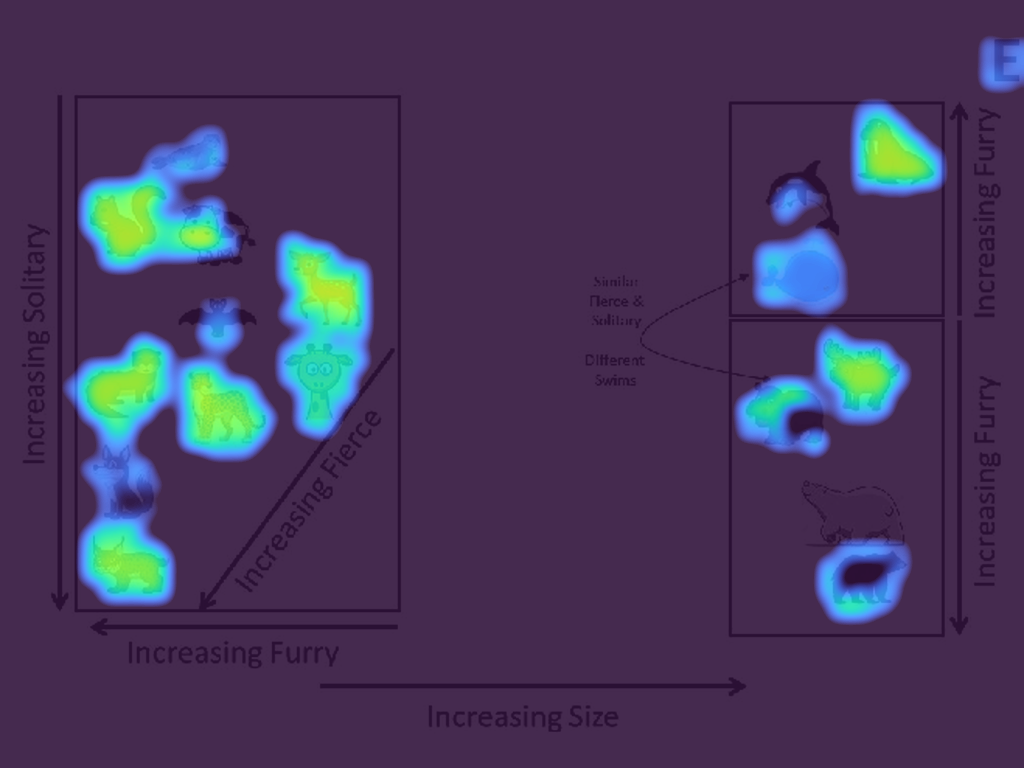 E
Increasing Solitary
Increasing Fierce
Increasing Furry
Increasing Size
Similar
Fierce &
Solitary
Different
Swims
Increasing Furry
Increasing Furry